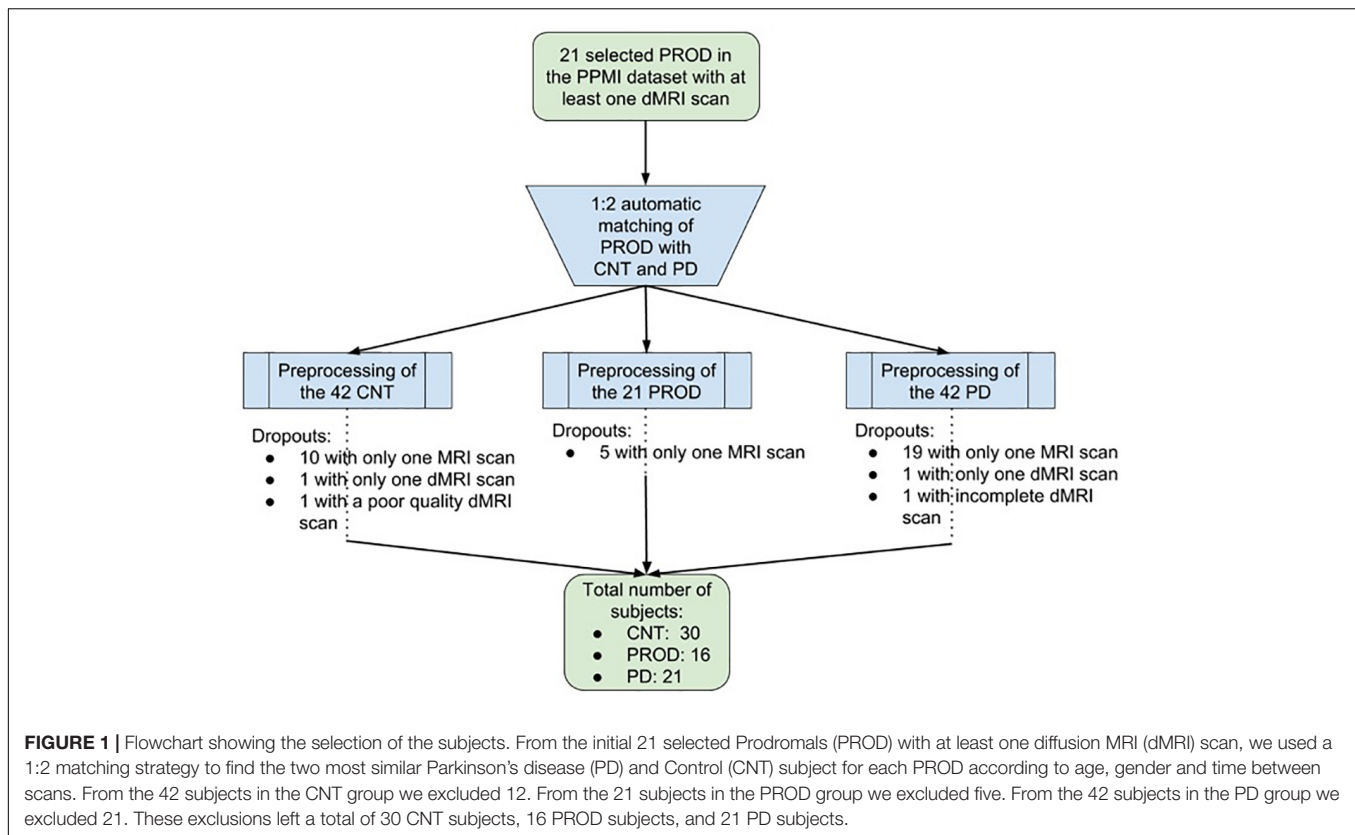 21 selected PROD in
the PPMI dataset with at
least one dMRI scan
1:2 automatic
matching of
PROD with
CNT and PD
Preprocessing of
the 42 CNT
Preprocessing of
the 21 PROD
Preprocessing of
the 42 PD
Dropouts:
● 10 with only one MRI scan
● 1 with only one dMRI scan
● 1 with a poor quality dMRI
scan
Dropouts:
● 5 with only one MRI scan
Dropouts:
● 19 with only one MRI scan
● 1 with only one dMRI scan
● 1 with incomplete dMRI
scan
Total number of
subjects:
● CNT: 30
● PROD: 16
● PD: 21
FIGURE 1 | Flowchart showing the selection of the subjects. From the initial 21 selected Prodromals (PROD) with at least one diffusion MRI (dMRI) scan, we used a
1:2 matching strategy to find the two most similar Parkinson's disease (PD) and Control (CNT) subject for each PROD according to age, gender and time between
scans. From the 42 subjects in the CNT group we excluded 12. From the 21 subjects in the PROD group we excluded five. From the 42 subjects in the PD group we
excluded 21. These exclusions left a total of 30 CNT subjects, 16 PROD subjects, and 21 PD subjects.